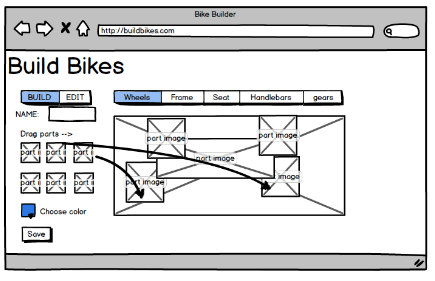 Bike Builder
http://buildbikes.com
Build Bikes
BUILD EDIT
Wheels Frame Seat Handlebars gears
NAME:
Drag parts -->
part image part image
part i part i part i
part image
part image image
part i part i part i
Choose color
Save